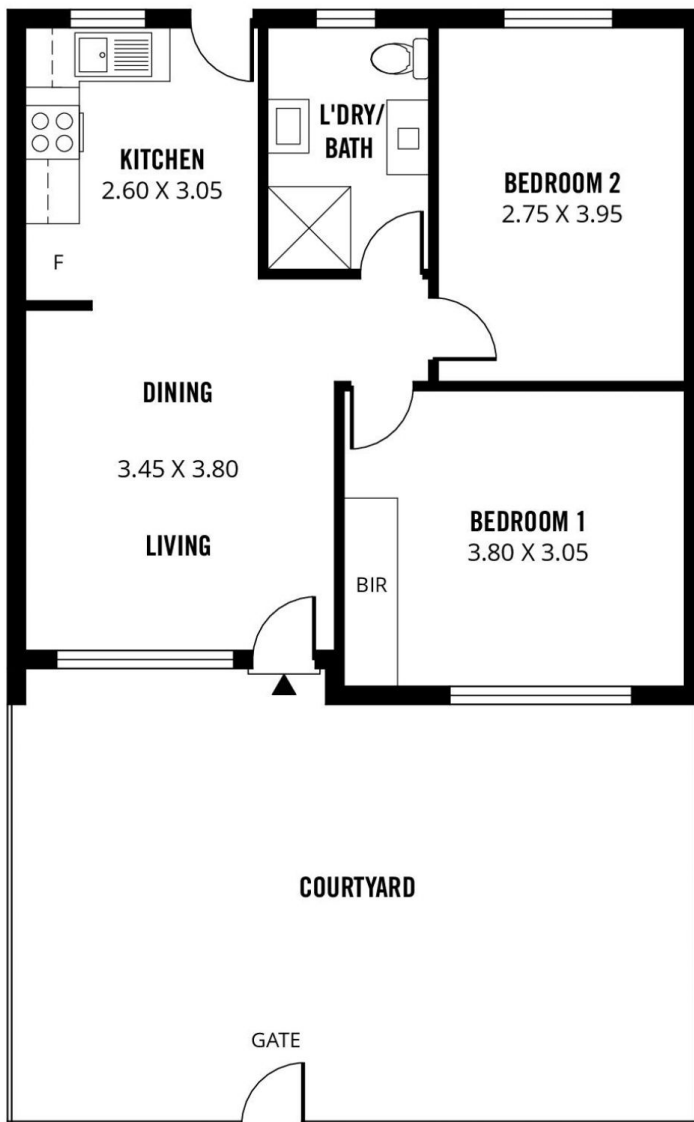 KITCHEN
2.60 X 3.05
F
L'DRY/
BATH
BEDROOM 2
2.75 X 3.95
DINING
3.45 X 3.80
LIVING
BEDROOM 1
3.80 X 3.05
BIR
COURTYARD
GATE